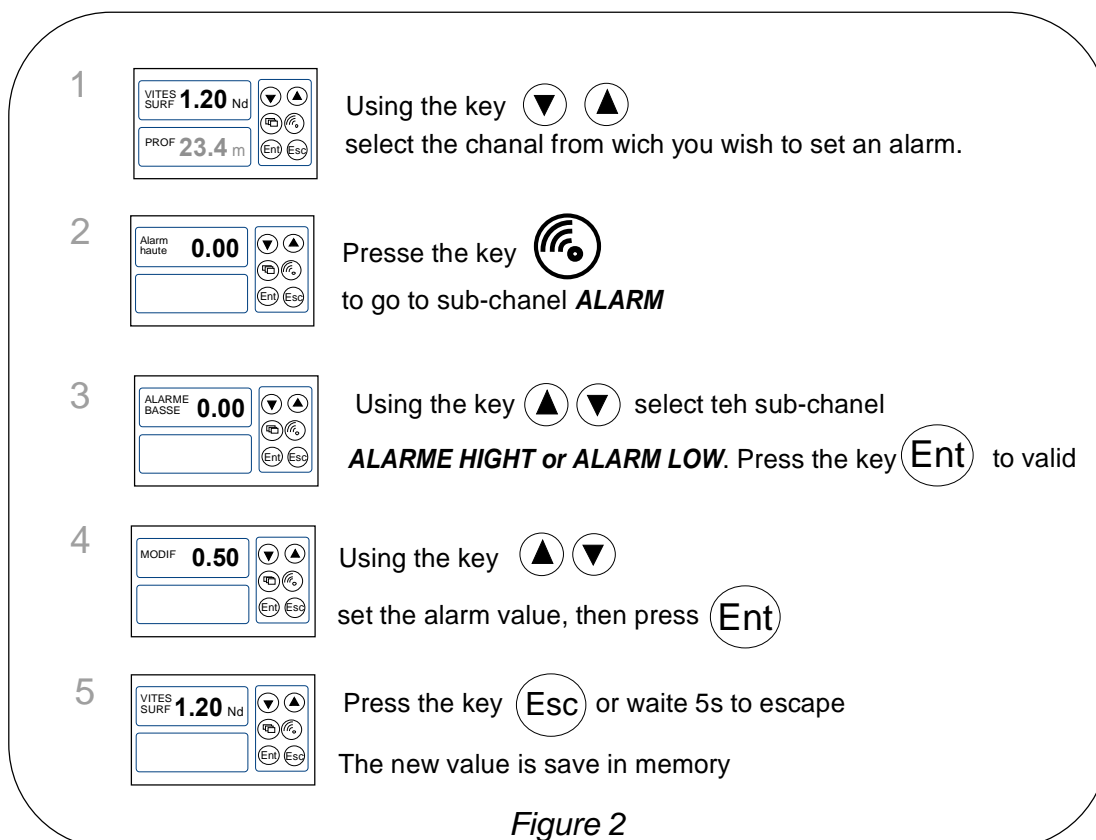 1
VITES
SURF 1.20 Nd
PROF 23.4 m
Ent Esc
Using the key
select the chanal from wich you wish to set an alarm.
2
Alarm
haute 0.00
Ent Esc
Presse the key
to go to sub-chanel ALARM
3
ALARME
BASSE 0.00
Ent Esc
Using the key select teh sub-chanel
ALARME HIGHT or ALARM LOW. Press the key Ent to valid
4
MODIF 0.50
Ent Esc
Using the key
set the alarm value, then press Ent
5
VITES
SURF 1.20 Nd
Ent Esc
Press the key Esc or waite 5s to escape
The new value is save in memory
Figure 2